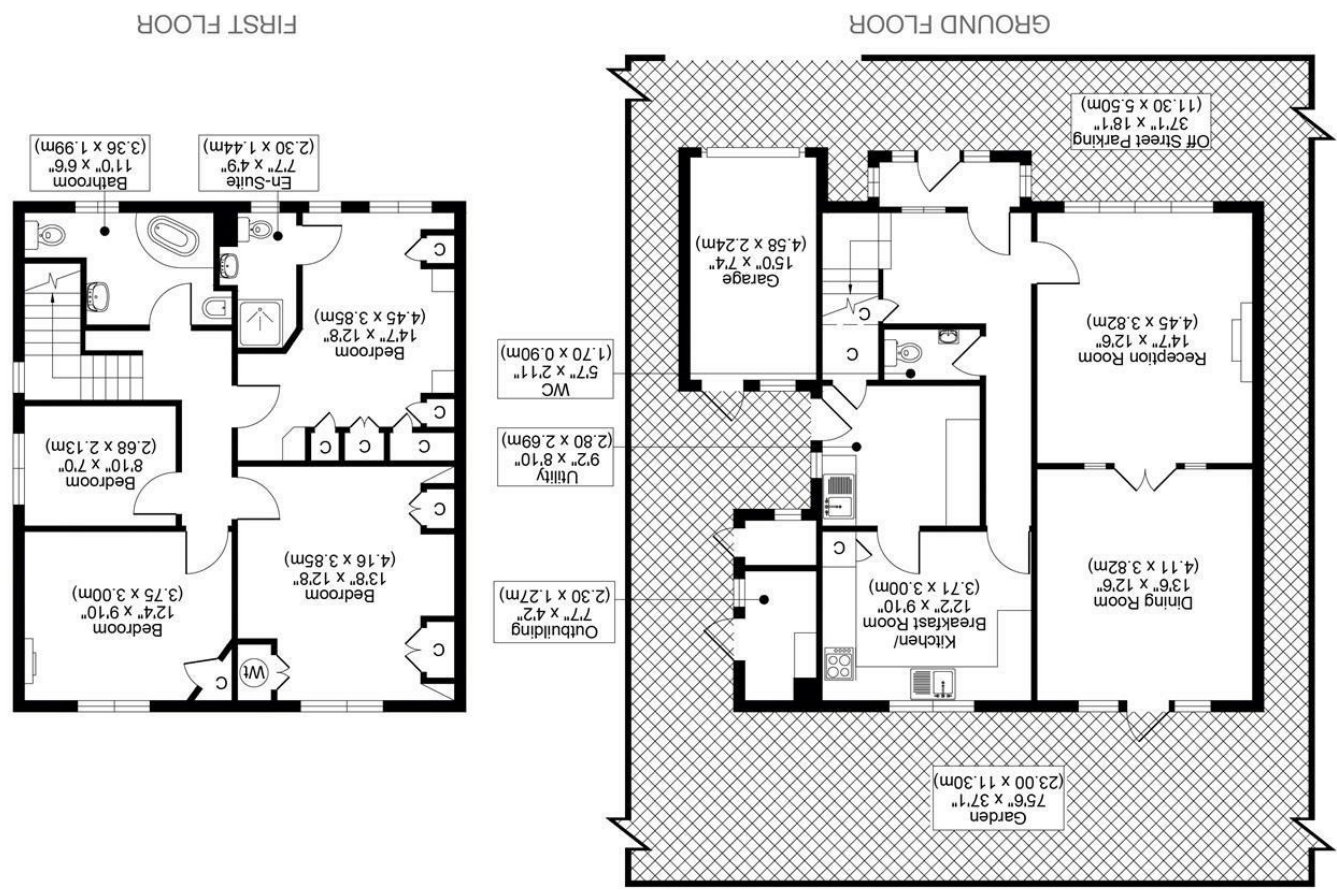 Garden
75'6" x 37'1"
(23.00 x 11.30m)
Kitchen/
Breakfast Room
12'2" x 9'10"
(3.71 x 3.00m)
Dining Room
13'6" x 12'6"
(4.11 x 3.82m)
C
Outbuilding
7'7" x 4'2"
(2.30 x 1.27m)
Utility
9'2" x 8'10"
(2.80 x 2.69m)
WC
5'7" x 2'11"
(1.70 x 0.90m)
Reception Room
14'7" x 12'6"
(4.45 x 3.82m)
C
C
Garage
15'0" x 7'4"
(4.58 x 2.24m)
Off Street Parking
37'1" x 18'1"
(11.30 x 5.50m)
GROUND FLOOR
C
Wt
C
Bedroom
13'8" x 12'8"
(4.16 x 3.85m)
Bedroom
12'4" x 9'10"
(3.75 x 3.00m)
C
Bedroom
8'10" x 7'0"
(2.68 x 2.13m)
C
C
C
C
Bedroom
14'7" x 12'8"
(4.45 x 3.85m)
C
En-Suite
7'7" x 4'9"
(2.30 x 1.44m)
Bathroom
11'0" x 6'6"
(3.36 x 1.99m)
FIRST FLOOR